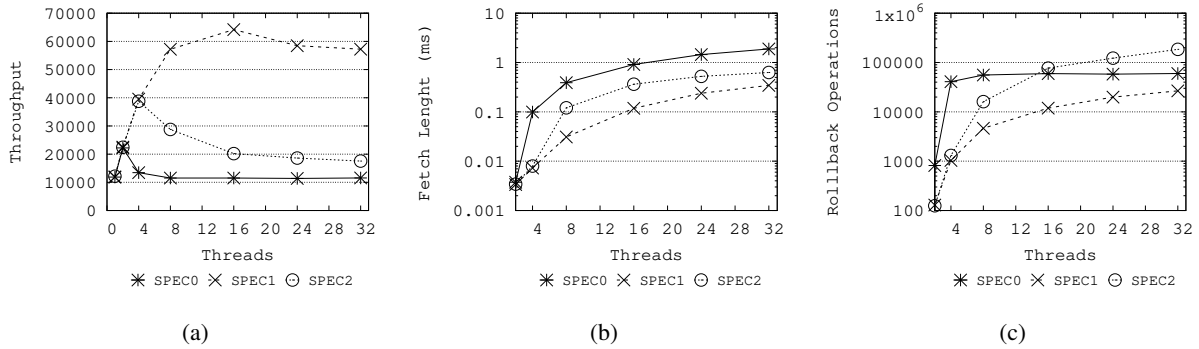 70000
60000
50000
40000
30000
20000
10000
0
Throughput
0 4 8 12 16 20 24 28 32
Threads
SPEC0 SPEC1 SPEC2
(a)
10
1
0.1
0.01
0.001
Fetch Lenght (ms)
4 8 12 16 20 24 28 32
Threads
SPEC0 SPEC1 SPEC2
(b)
1x10⁶
100000
10000
1000
100
Rolllback Operations
4 8 12 16 20 24 28 32
Threads
SPEC0 SPEC1 SPEC2
(c)